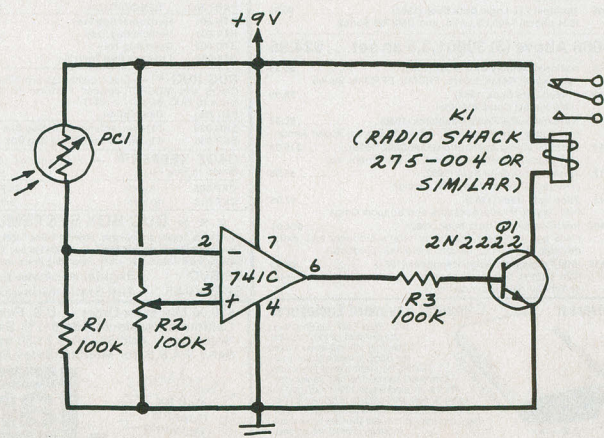 +9V
PC1
K1
(RADIO SHACK
275-004 OR
SIMILAR)
Q1
2N2222
2
7
-
741C
6
3
+
4
R1
100K
R2
100K
R3
100K